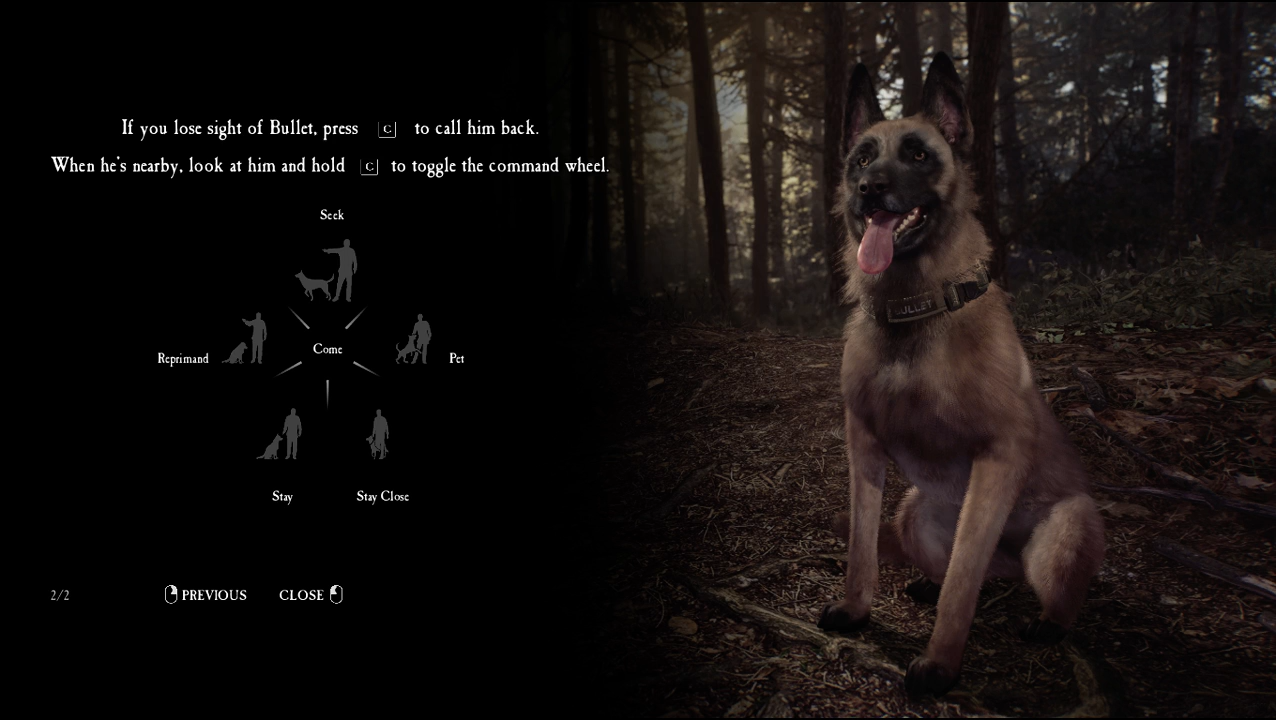 If you lose sight of Bullet, press C to call him back.
When he's nearby, look at him and hold C to toggle the command wheel.
Seek
Come
Reprimand
Pet
Stay
Stay Close
BULLET
2/2
PREVIOUS
CLOSE